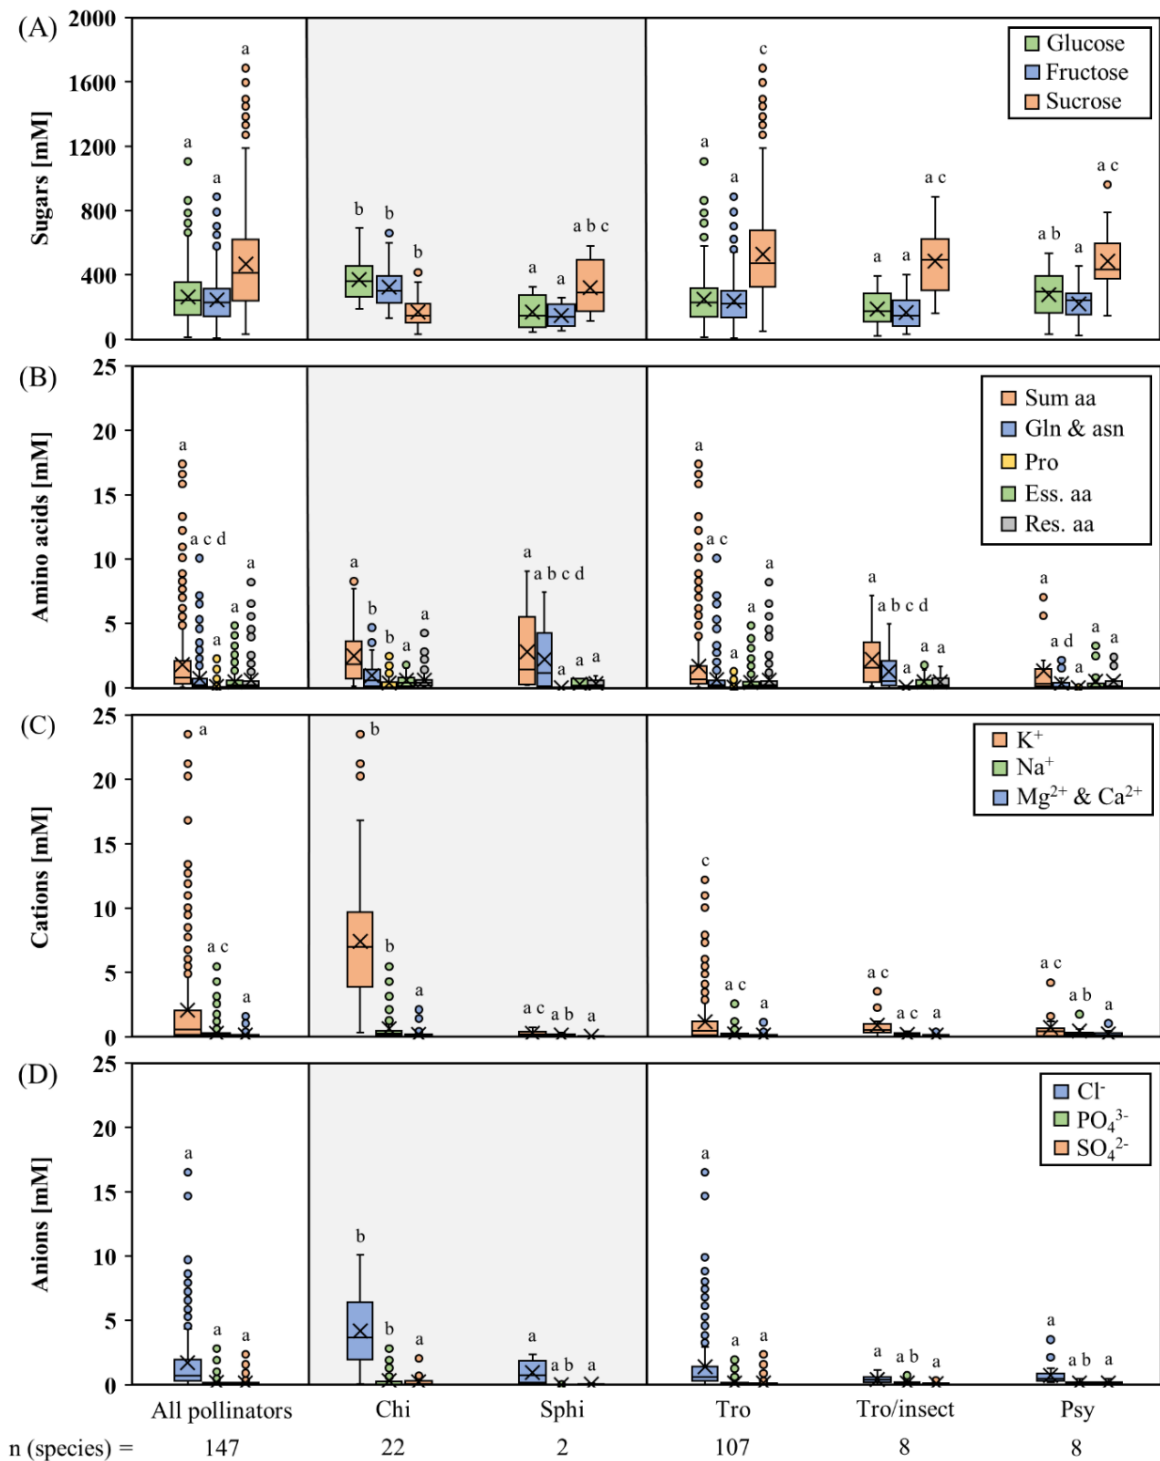 (A)
Sugars [mM]
2000
1600
1200
800
400
0
Glucose
Fructose
Sucrose
a a a
b b b
a a a b c
a a c
a a a c
a b a a c
(B)
Amino acids [mM]
25
20
15
10
5
0
Sum aa
Gln & asn
Pro
Ess. aa
Res. aa
a a c d a a a
a b b a a
a a b c d a a a
a a c a a a
a a b c d a a a
a a d a a a
(C)
Cations [mM]
25
20
15
10
5
0
K⁺
Na⁺
Mg²⁺ & Ca²⁺
a a c a
b b a
a c a b a
c a c a
a c a c a
a c a b a
(D)
Anions [mM]
25
20
15
10
5
0
Cl⁻
PO₄³⁻
SO₄²⁻
a a a
b b a
a a b a
a a a
a a b a
a a b a
All pollinators Chi Sphi Tro Tro/insect Psy
n (species) = 147 22 2 107 8 8